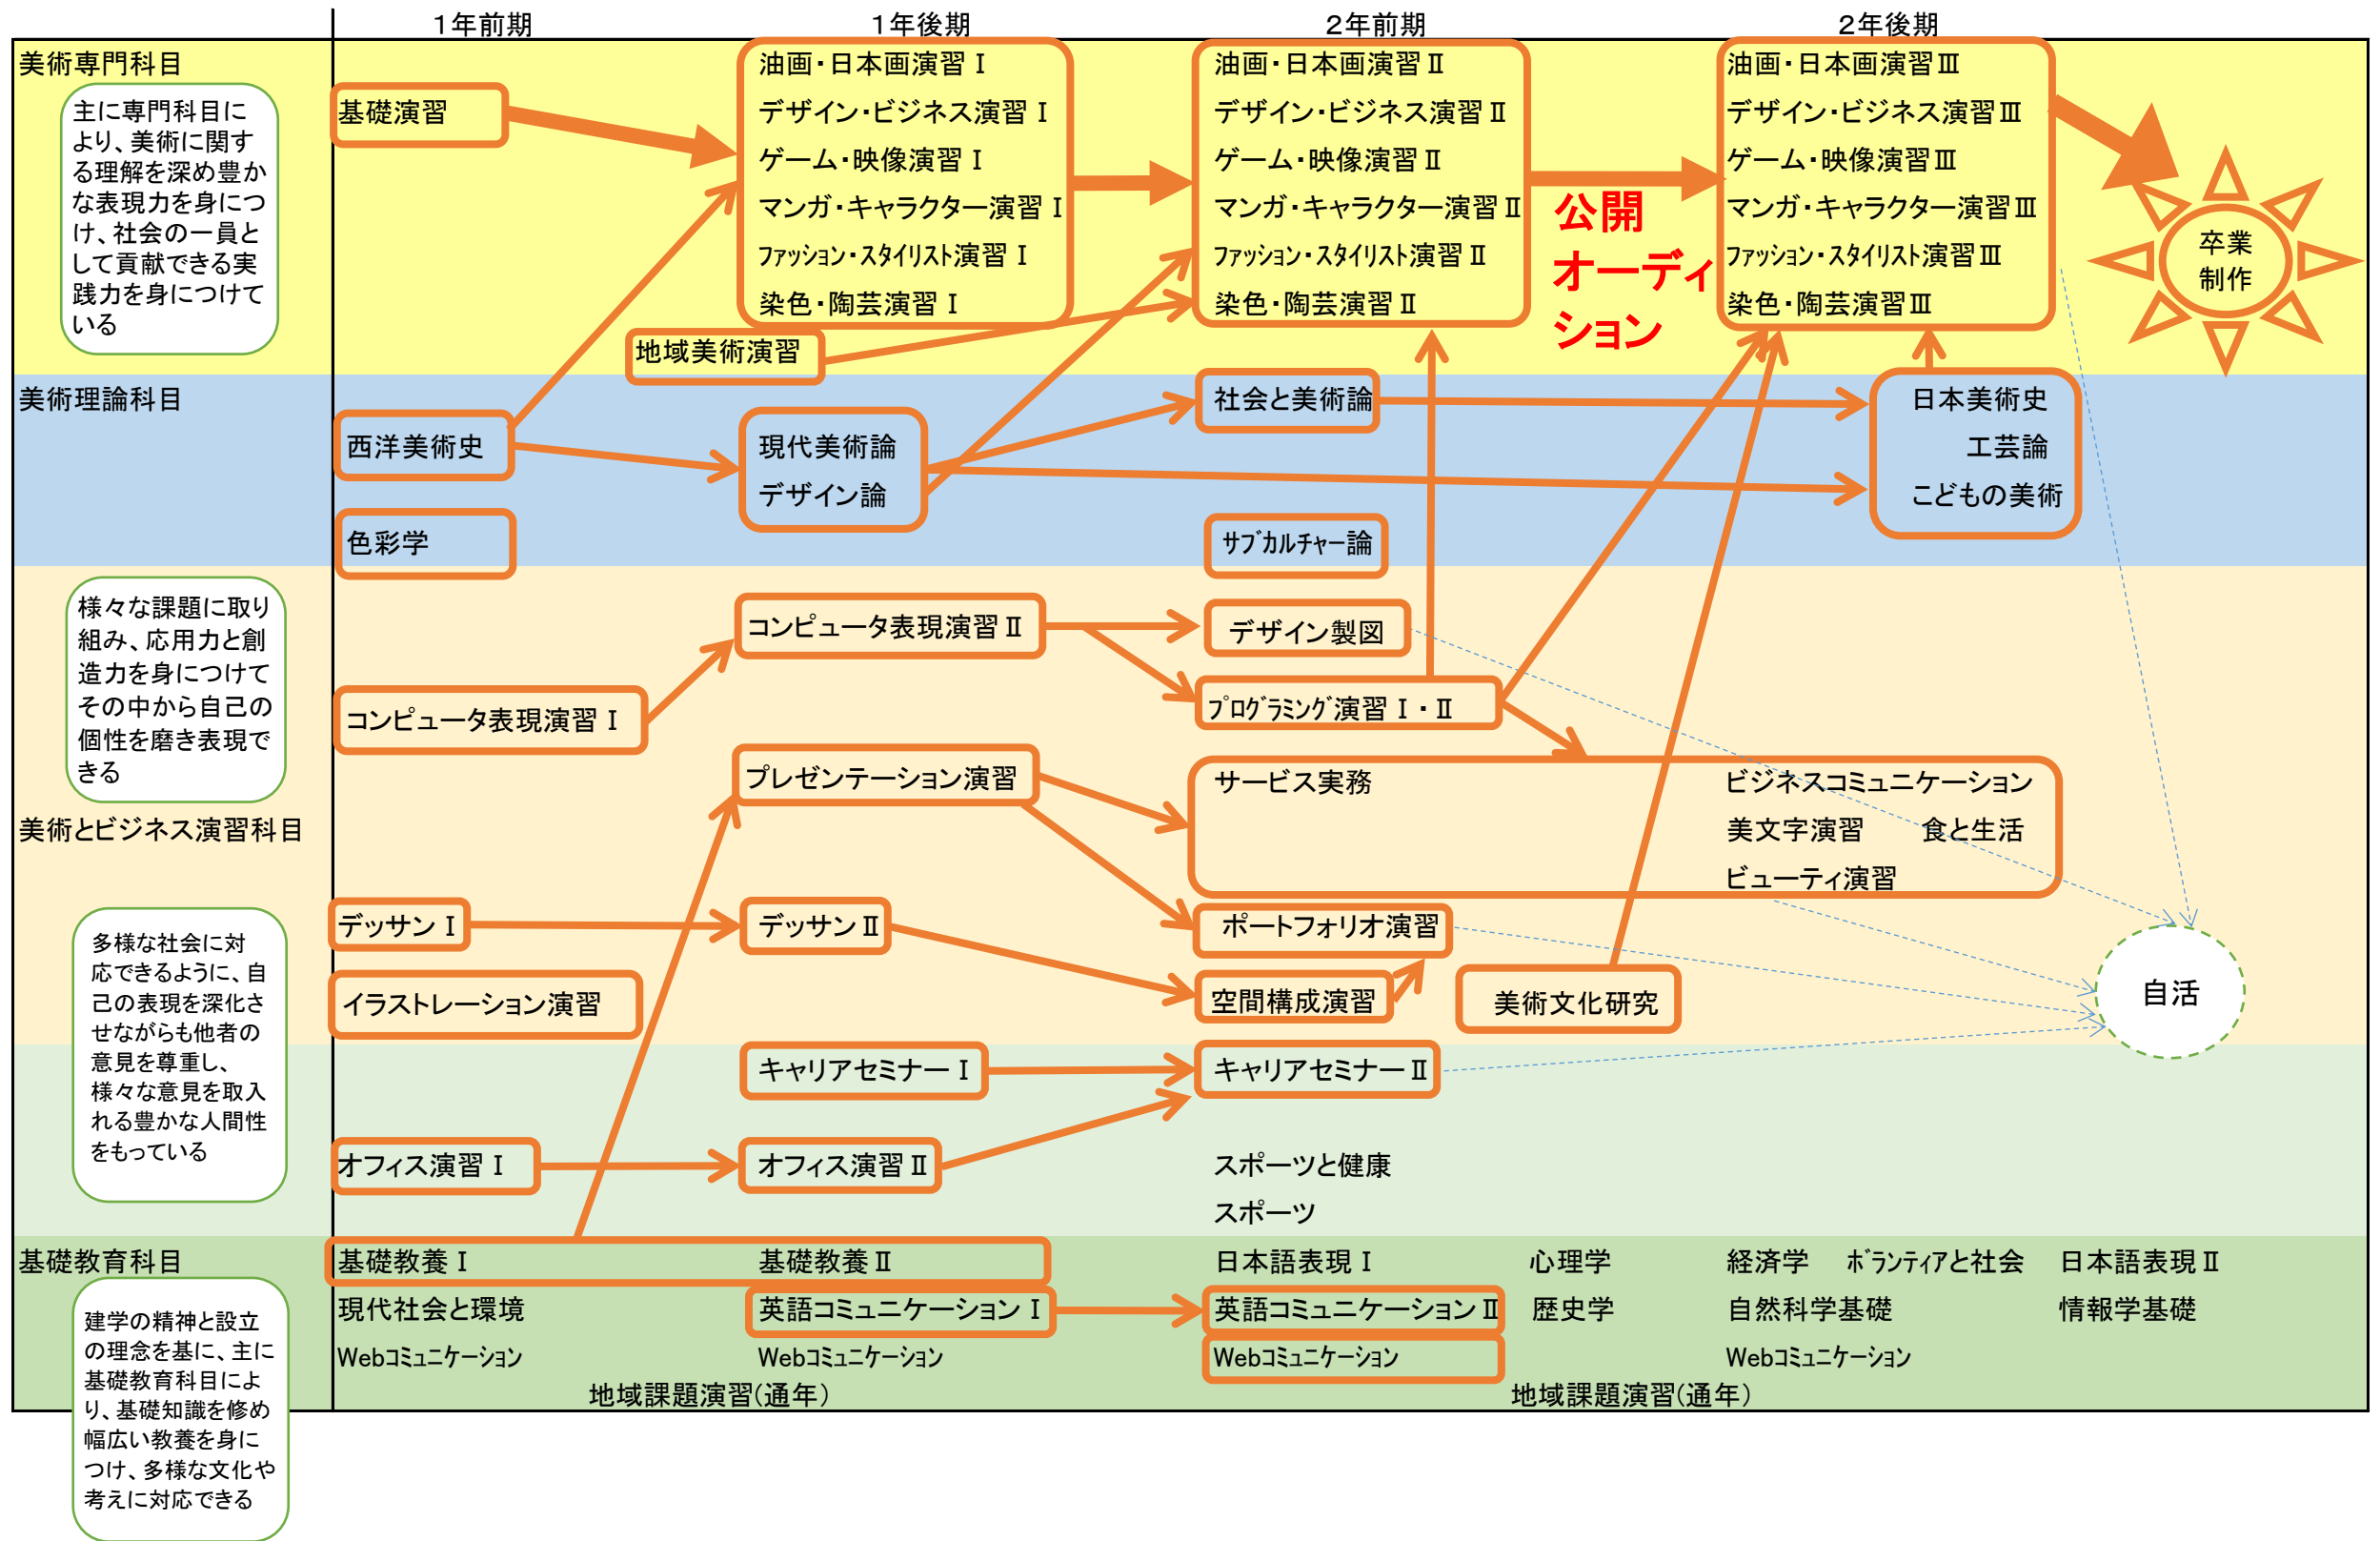 1年前期
1年後期
2年前期
2年後期
美術専門科目
主に専門科目に
より、美術に関す
る理解を深め豊か
な表現力を身につ
け、社会の一員と
して貢献できる実
践力を身につけて
いる
基礎演習
油画・日本画演習Ⅰ
デザイン・ビジネス演習Ⅰ
ゲーム・映像演習Ⅰ
マンガ・キャラクター演習Ⅰ
ファッション・スタイリスト演習Ⅰ
染色・陶芸演習Ⅰ
地域美術演習
油画・日本画演習Ⅱ
デザイン・ビジネス演習Ⅱ
ゲーム・映像演習Ⅱ
マンガ・キャラクター演習Ⅱ
ファッション・スタイリスト演習Ⅱ
染色・陶芸演習Ⅱ
公開
オーディ
ション
油画・日本画演習Ⅲ
デザイン・ビジネス演習Ⅲ
ゲーム・映像演習Ⅲ
マンガ・キャラクター演習Ⅲ
ファッション・スタイリスト演習Ⅲ
染色・陶芸演習Ⅲ
卒業
制作
美術理論科目
西洋美術史
色彩学
現代美術論
デザイン論
社会と美術論
サブカルチャー論
日本美術史
工芸論
こどもの美術
様々な課題に取り
組み、応用力と創
造力を身につけて
その中から自己の
個性を磨き表現で
きる
美術とビジネス演習科目
コンピュータ表現演習Ⅰ
コンピュータ表現演習Ⅱ
デザイン製図
プログラミング演習Ⅰ・Ⅱ
プレゼンテーション演習
サービス実務
ビジネスコミュニケーション
美文字演習
食と生活
ビューティ演習
デッサンⅠ
デッサンⅡ
ポートフォリオ演習
イラストレーション演習
空間構成演習
美術文化研究
自活
多様な社会に対
応できるように、自
己の表現を深化さ
せながらも他者の
意見を尊重し、
様々な意見を取入
れる豊かな人間性
をもっている
キャリアセミナーⅠ
キャリアセミナーⅡ
オフィス演習Ⅰ
オフィス演習Ⅱ
スポーツと健康
スポーツ
基礎教育科目
建学の精神と設立
の理念を基に、主に
基礎教育科目によ
り、基礎知識を修め
幅広い教養を身に
つけ、多様な文化や
考えに対応できる
基礎教養Ⅰ
基礎教養Ⅱ
日本語表現Ⅰ
心理学
経済学
ボランティアと社会
日本語表現Ⅱ
現代社会と環境
英語コミュニケーションⅠ
英語コミュニケーションⅡ
歴史学
自然科学基礎
情報学基礎
Webコミュニケーション
Webコミュニケーション
Webコミュニケーション
Webコミュニケーション
地域課題演習(通年)
地域課題演習(通年)